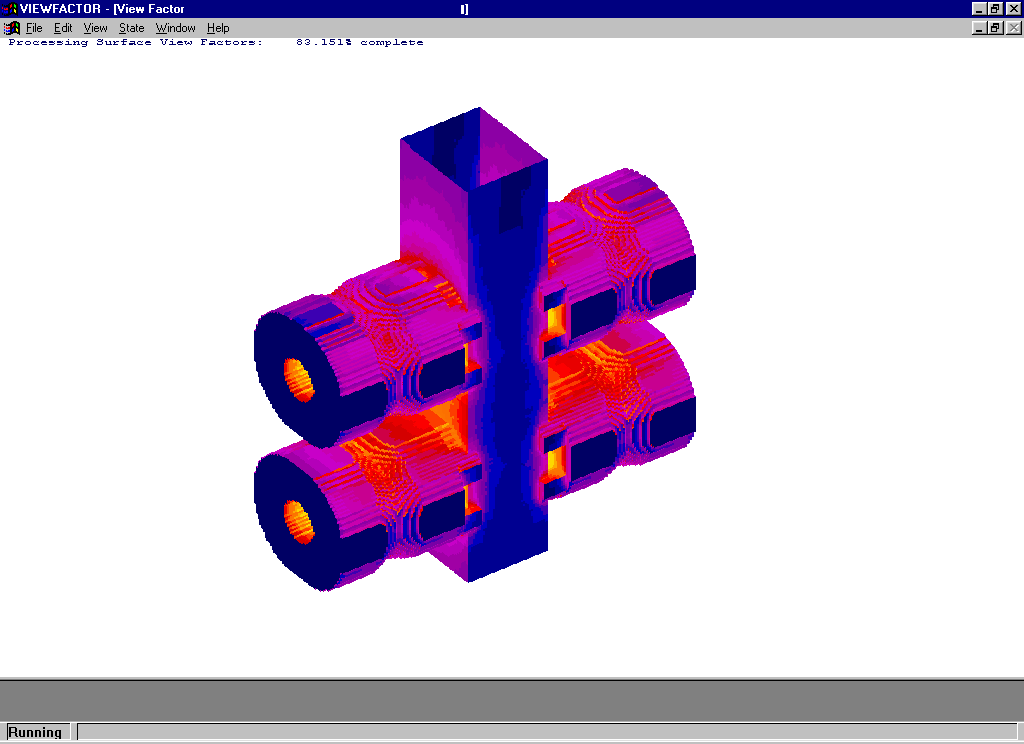 VIEWFACTOR - [View Factor I]
File Edit View State Window Help
Processing Surface View Factors: 83.151% complete
Running